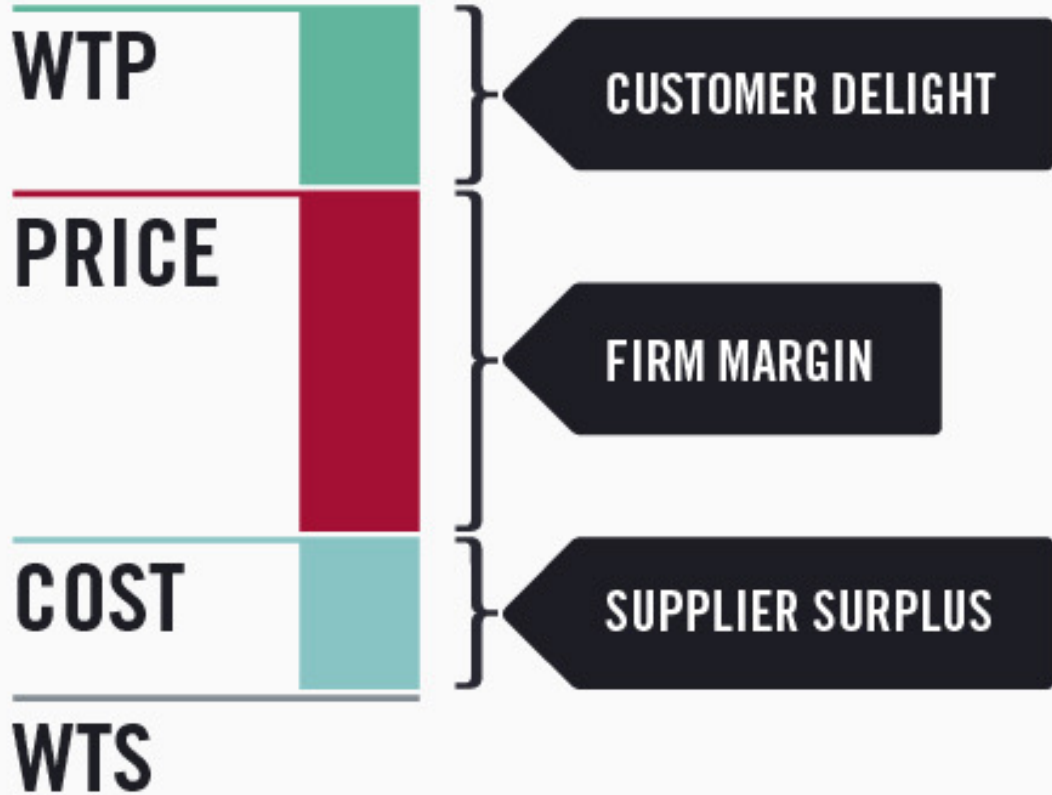 WTP
CUSTOMER DELIGHT
PRICE
FIRM MARGIN
COST
SUPPLIER SURPLUS
WTS